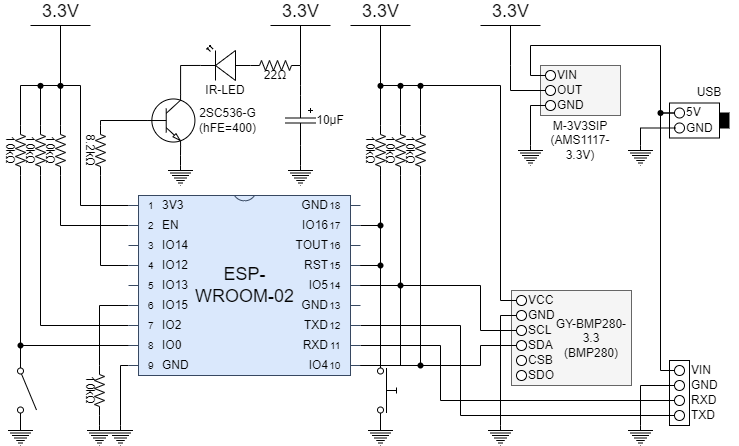 3.3V
3.3V
3.3V
3.3V
IR-LED
22Ω
2SC536-G
(hFE=400)
+
10μF
VIN
OUT
GND
M-3V3SIP
(AMS1117-
3.3V)
USB
5V
GND
10kΩ
10kΩ
10kΩ
8.2kΩ
10kΩ
10kΩ
10kΩ
ESP-
WROOM-02
1 3V3
2 EN
3 IO14
4 IO12
5 IO13
6 IO15
7 IO2
8 IO0
9 GND
GND 18
IO16 17
TOUT 16
RST 15
IO5 14
GND 13
TXD 12
RXD 11
IO4 10
10kΩ
VCC
GND
SCL
SDA
CSB
SDO
GY-BMP280-
3.3
(BMP280)
VIN
GND
RXD
TXD